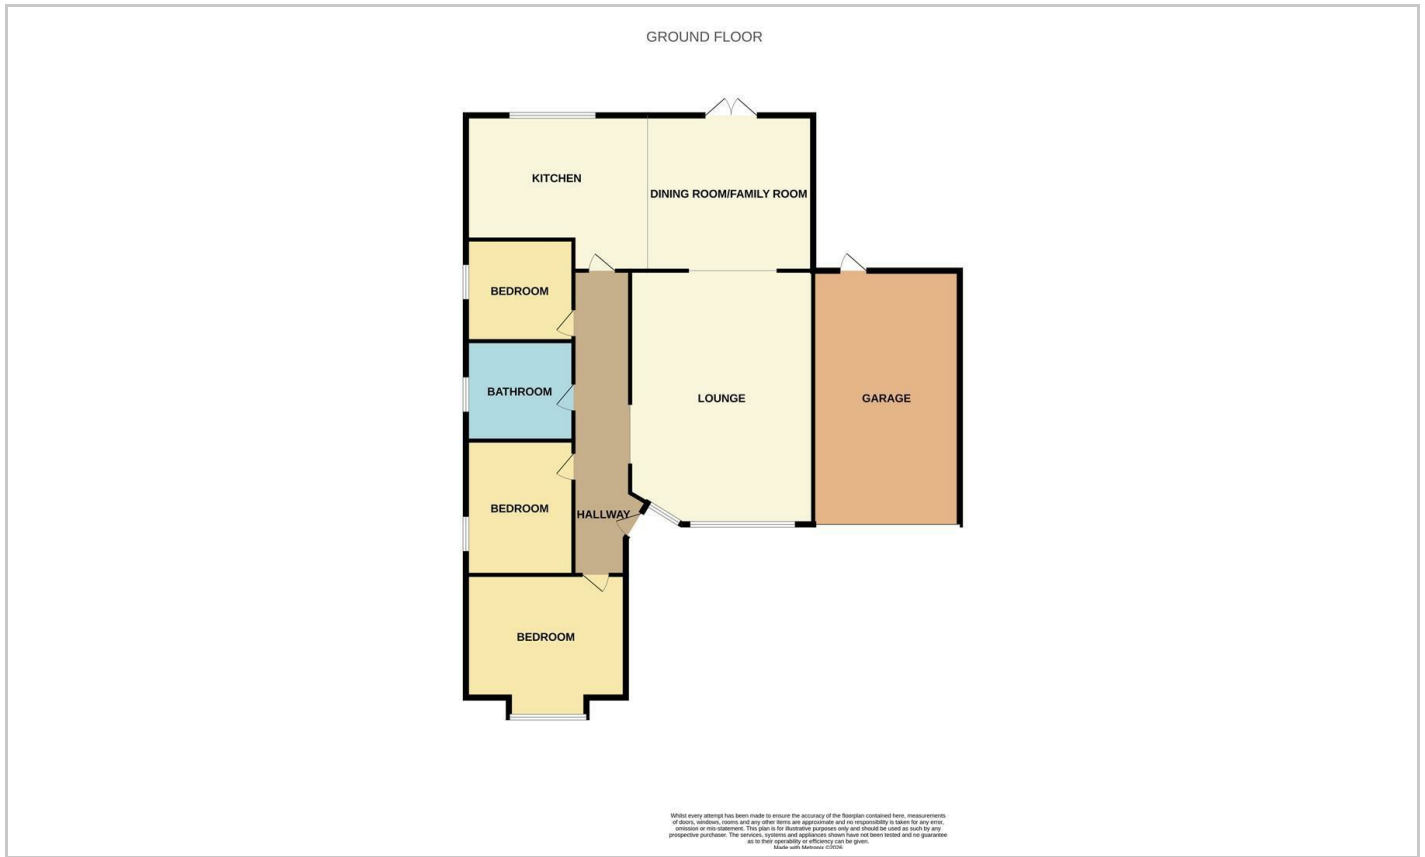 GROUND FLOOR
KITCHEN
DINING ROOM/FAMILY ROOM
BEDROOM
BATHROOM
LOUNGE
GARAGE
BEDROOM
HALLWAY
BEDROOM
Whilst every attempt has been made to ensure the accuracy of the floorplan contained here, measurements
of doors, windows, rooms and any other items are approximate and no responsibility is taken for any error,
omission or mis-statement. This plan is for illustrative purposes only and should be used as such by any
prospective purchaser. The services, systems and appliances shown have not been tested and no guarantee
as to their operability or efficiency can be given.
Made with Metropix ©2026